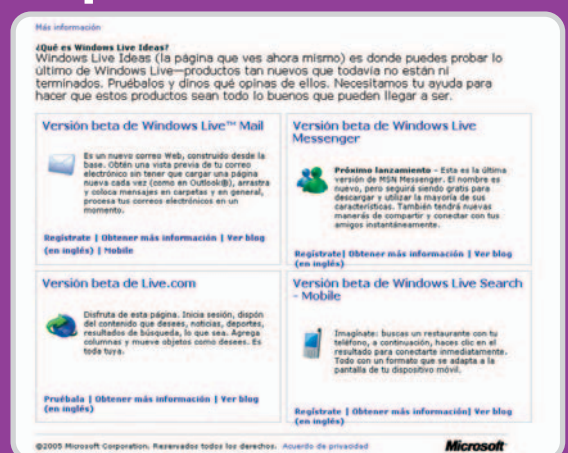 Más información
¿Qué es Windows Live Ideas?
Windows Live Ideas (la página que ves ahora mismo) es donde puedes probar lo
último de Windows Live—productos tan nuevos que todavia no están ni
terminados. Pruébalos y dinos qué opinas de ellos. Necesitamos tu ayuda para
hacer que estos productos sean todo lo buenos que pueden llegar a ser.
Versión beta de Windows Live™ Mail
Es un nuevo correo Web, construido desde la
base. Obtén una vista previa de tu correo
electrónico sin tener que cargar una página
nueva cada vez (como en Outlook®), arrastra
y coloca mensajes en carpetas y en general,
procesa tus correos electrónicos en un
momento.
Regístrate | Obtener más información | Ver blog
(en inglés) | Mobile
Versión beta de Windows Live
Messenger
Próximo lanzamiento - Esta es la última
versión de MSN Messenger. El nombre es
nuevo, pero seguirá siendo gratis para
descargar y utilizar la mayoría de sus
características. También tendrá nuevas
manerás de compartir y conectar con tus
amigos instantáneamente.
Regístrate| Obtener más información | Ver blog
(en inglés)
Versión beta de Live.com
Disfruta de esta página. Inicia sesión, dispón
del contenido que desees, noticias, deportes,
resultados de búsqueda, lo que sea. Agrega
columnas y mueve objetos como desees. Es
toda tuya.
Pruébala | Obtener más información | Ver blog
(en inglés)
Versión beta de Windows Live Search
- Mobile
Imagínate: buscas un restaurante con tu
teléfono, a continuación, haces clic en el
resultado para conectarte inmediatamente.
Todo con un formato que se adapta a la
pantalla de tu dispositivo móvil.
Regístrate | Obtener más información| Ver blog
(en inglés)
©2005 Microsoft Corporation. Reservados todos los derechos. Acuerdo de privacidad
Microsoft